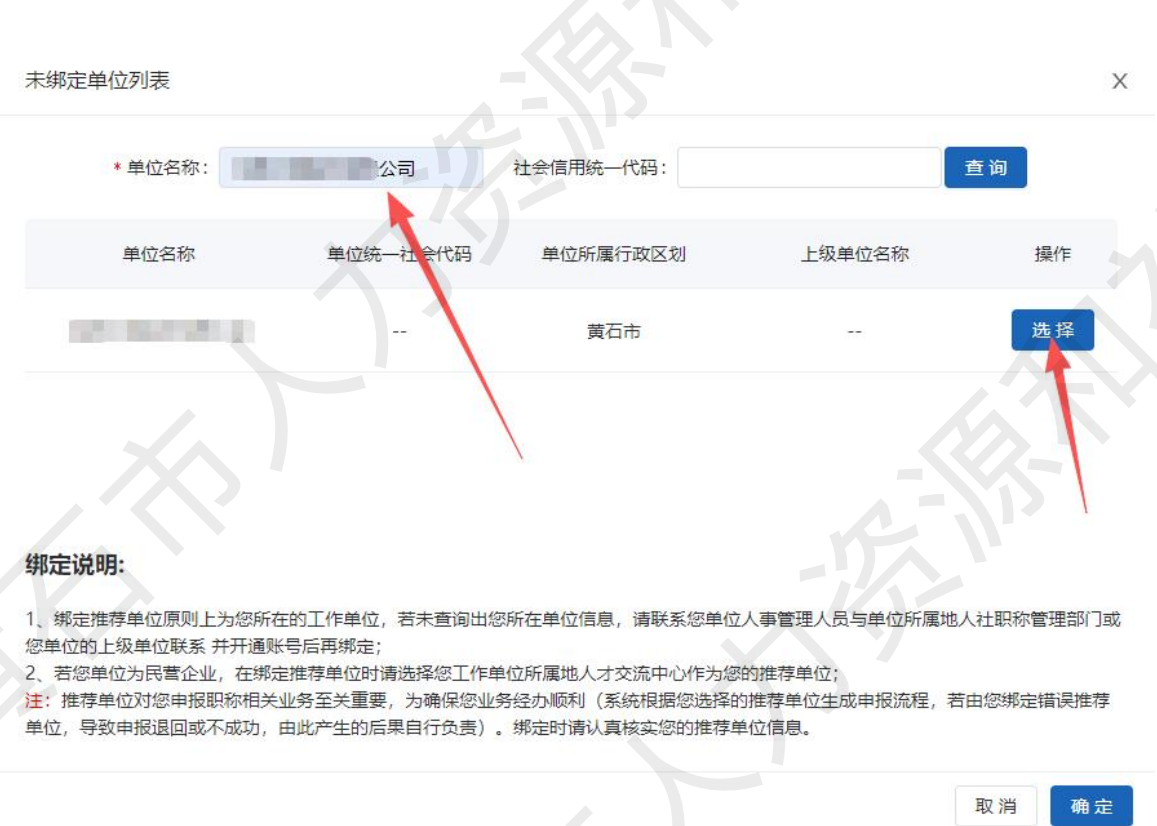 未绑定单位列表 X
* 单位名称： 公司 社会信用统一代码： 查 询
单位名称 单位统一社会代码 单位所属行政区划 上级单位名称 操作
-- 黄石市 -- 选 择
绑定说明:
1、绑定推荐单位原则上为您所在的工作单位，若未查询出您所在单位信息，请联系您单位人事管理人员与单位所属地人社职称管理部门或
您单位的上级单位联系 并开通账号后再绑定；
2、若您单位为民营企业，在绑定推荐单位时请选择您工作单位所属地人才交流中心作为您的推荐单位；
注：推荐单位对您申报职称相关业务至关重要，为确保您业务经办顺利（系统根据您选择的推荐单位生成申报流程，若由您绑定错误推荐
单位，导致申报退回或不成功，由此产生的后果自行负责）。绑定时请认真核实您的推荐单位信息。
取 消 确 定
石市人力资源和
市人力资源和社